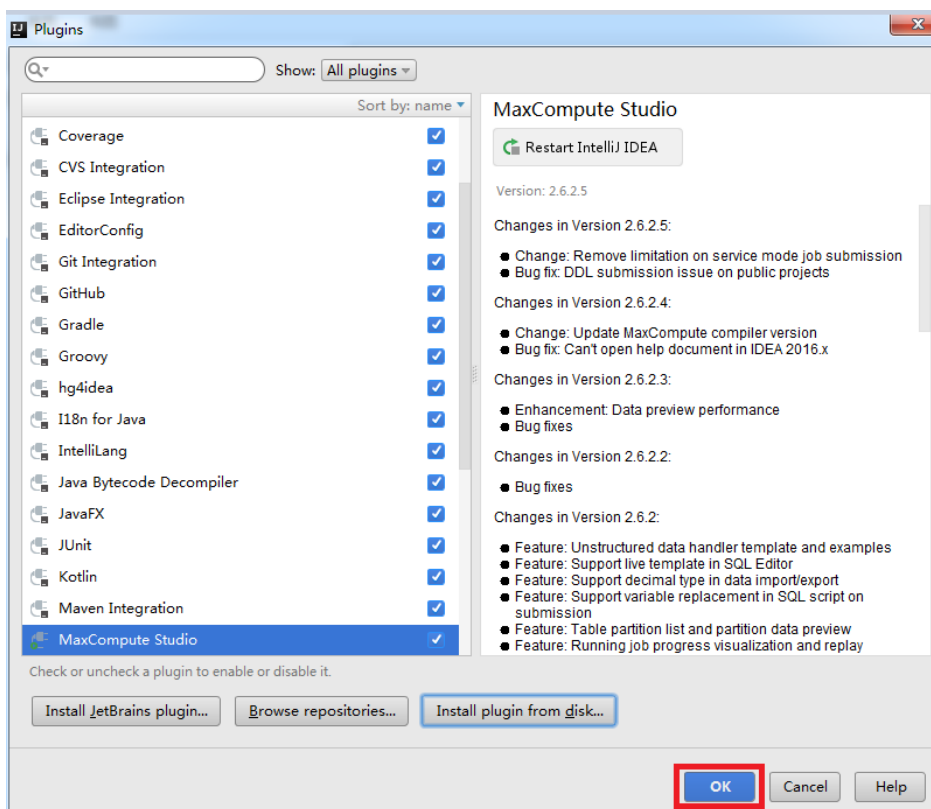 Plugins
Show: All plugins
Sort by: name
Coverage
CVS Integration
Eclipse Integration
EditorConfig
Git Integration
GitHub
Gradle
Groovy
hg4idea
I18n for Java
IntelliLang
Java Bytecode Decompiler
JavaFX
JUnit
Kotlin
Maven Integration
MaxCompute Studio
MaxCompute Studio
Restart IntelliJ IDEA
Version: 2.6.2.5
Changes in Version 2.6.2.5:
● Change: Remove limitation on service mode job submission
● Bug fix: DDL submission issue on public projects
Changes in Version 2.6.2.4:
● Change: Update MaxCompute compiler version
● Bug fix: Can't open help document in IDEA 2016.x
Changes in Version 2.6.2.3:
● Enhancement: Data preview performance
● Bug fixes
Changes in Version 2.6.2.2:
● Bug fixes
Changes in Version 2.6.2:
● Feature: Unstructured data handler template and examples
● Feature: Support live template in SQL Editor
● Feature: Support decimal type in data import/export
● Feature: Support variable replacement in SQL script on
submission
● Feature: Table partition list and partition data preview
● Feature: Running job progress visualization and replay
Check or uncheck a plugin to enable or disable it.
Install JetBrains plugin... Browse repositories... Install plugin from disk...
OK Cancel Help